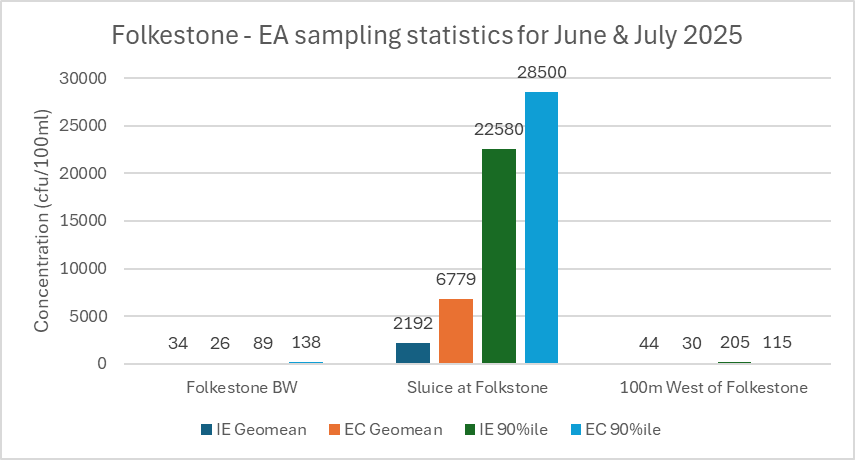 Folkestone - EA sampling statistics for June & July 2025
Concentration (cfu/100ml)
30000
25000
20000
15000
10000
5000
0
34 26 89 138
2192 6779 22580 28500
44 30 205 115
Folkestone BW
Sluice at Folkstone
100m West of Folkestone
IE Geomean EC Geomean IE 90%ile EC 90%ile